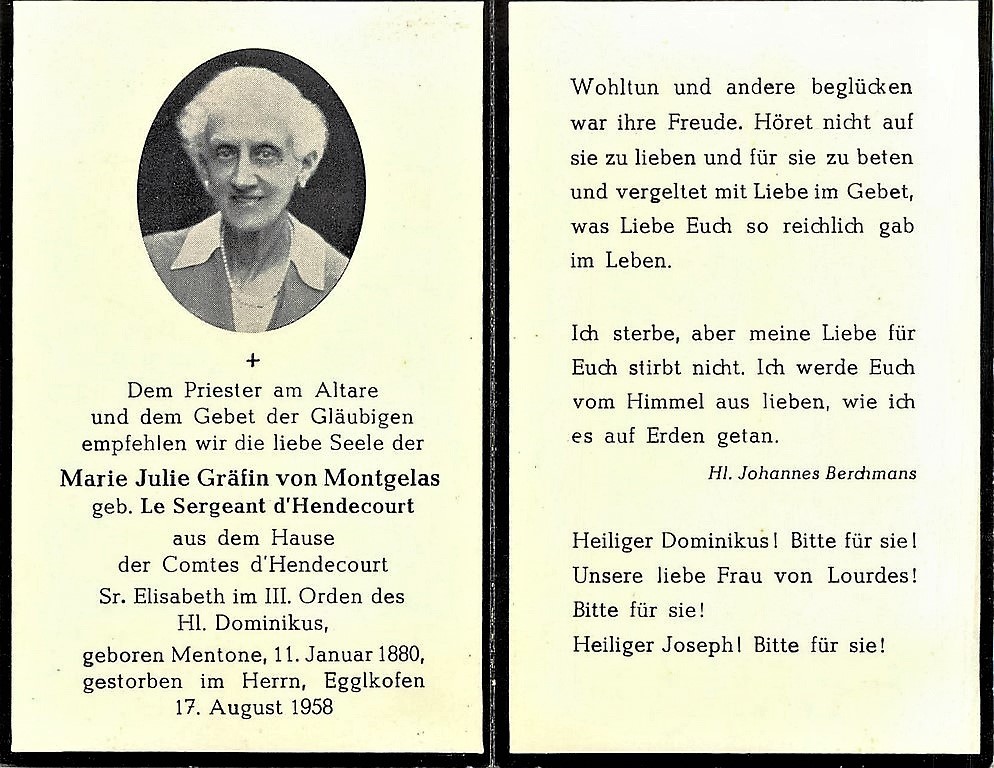 +
Dem Priester am Altare
und dem Gebet der Gläubigen
empfehlen wir die liebe Seele der
Marie Julie Gräfin von Montgelas
geb. Le Sergeant d'Hendecourt
aus dem Hause
der Comtes d'Hendecourt
Sr. Elisabeth im III. Orden des
Hl. Dominikus,
geboren Mentone, 11. Januar 1880,
gestorben im Herrn, Egglkofen
17. August 1958
Wohltun und andere beglücken
war ihre Freude. Höret nicht auf
sie zu lieben und für sie zu beten
und vergeltet mit Liebe im Gebet,
was Liebe Euch so reichlich gab
im Leben.
Ich sterbe, aber meine Liebe für
Euch stirbt nicht. Ich werde Euch
vom Himmel aus lieben, wie ich
es auf Erden getan.
Hl. Johannes Berchmans
Heiliger Dominikus! Bitte für sie!
Unsere liebe Frau von Lourdes!
Bitte für sie!
Heiliger Joseph! Bitte für sie!